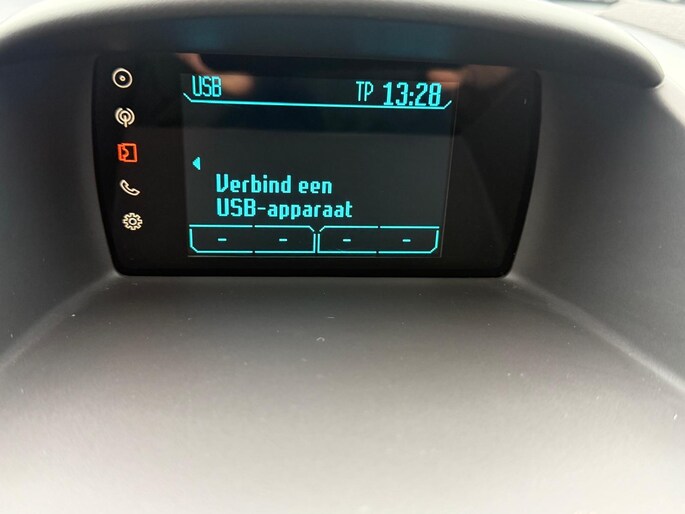 USB
TP 13:28
Verbind een
USB-apparaat
- - - -